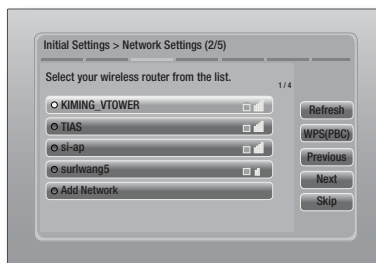 Initial Settings > Network Settings (2/5)
Select your wireless router from the list.
1/4
KIMING_VTOWER
TIAS
si-ap
surlwang5
Add Network
Refresh
WPS(PBC)
Previous
Next
Skip